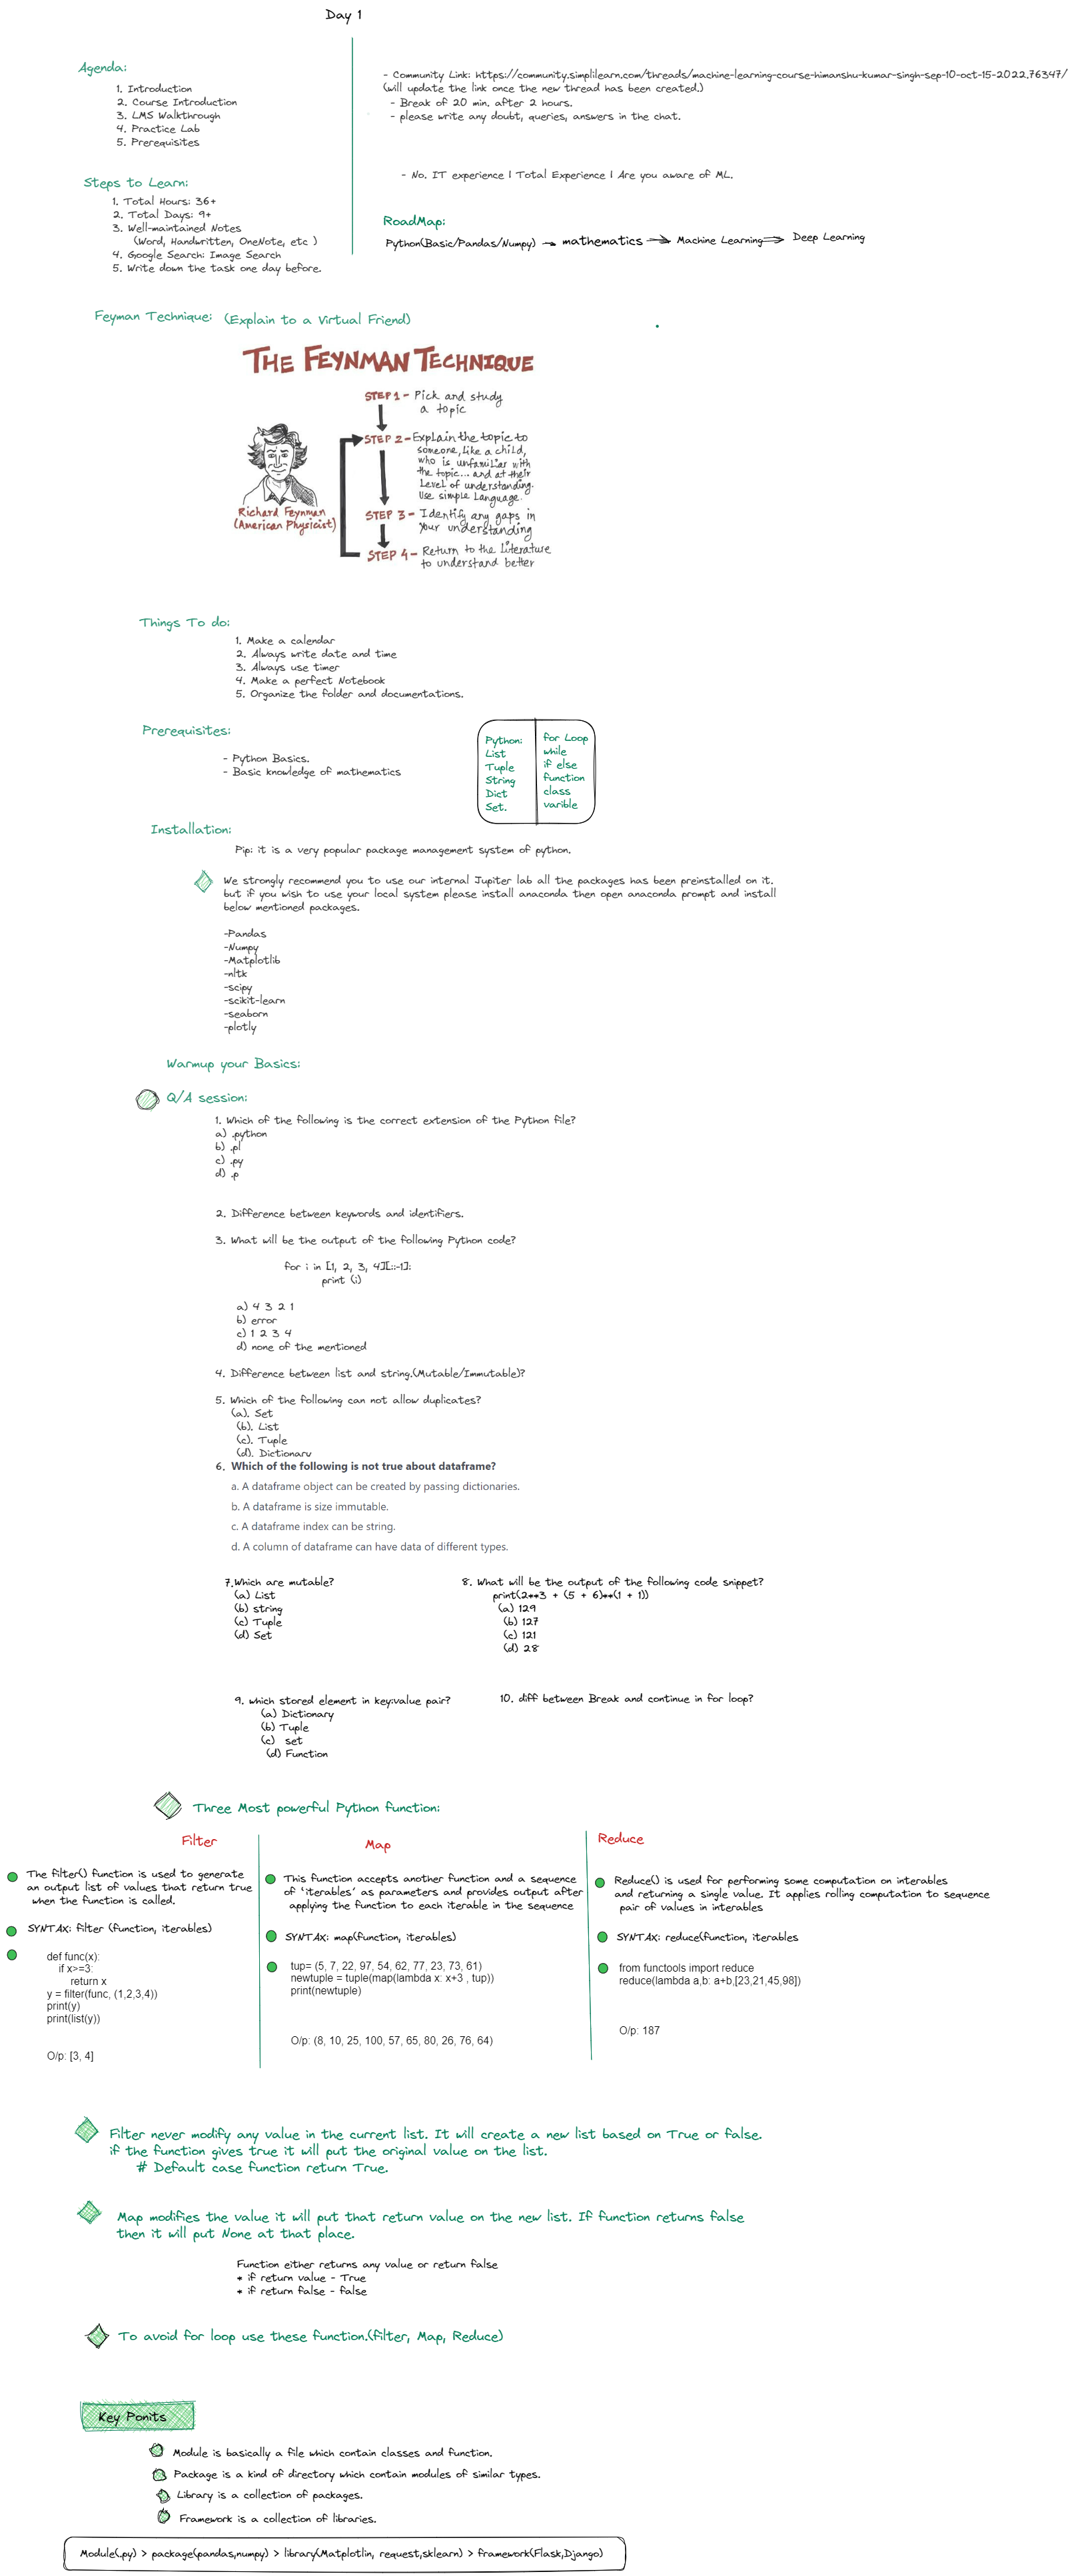 Day 1
Agenda:
1. Introduction
2. Course Introduction
3. LMS Walkthrough
4. Practice Lab
5. Prerequisites
- Community Link: https://community.simplilearn.com/threads/machine-learning-course-himanshu-kumar-singh-sep-10-oct-15-2022.76347/
(will update the link once the new thread has been created.)
- Break of 20 min. after 2 hours.
- please write any doubt, queries, answers in the chat.
- No. IT experience | Total Experience | Are you aware of ML.
Steps to Learn:
1. Total Hours: 36+
2. Total Days: 9+
3. Well-maintained Notes
(Word, Handwritten, OneNote, etc )
4. Google Search: Image Search
5. Write down the task one day before.
RoadMap:
Python(Basic/Pandas/Numpy) mathematics Machine Learning Deep Learning
Feyman Technique: (Explain to a Virtual Friend)
THE FEYNMAN TECHNIQUE
STEP 1 - Pick and study
a topic
STEP 2 - Explain the topic to
someone, like a child,
who is unfamiliar with
the topic... and at their
Level of understanding.
Use simple Language.
STEP 3 - Identify any gaps in
Your understanding
STEP 4 - Return to the Literature
to understand better
Richard Feynman
(American Physicist)
Things To do:
1. Make a calendar
2. Always write date and time
3. Always use timer
4. Make a perfect Notebook
5. Organize the folder and documentations.
Prerequisites:
- Python Basics.
- Basic knowledge of mathematics
Python:
List
Tuple
String
Dict
Set.
for Loop
while
if else
function
class
varible
Installation:
Pip: it is a very popular package management system of python.
We strongly recommend you to use our internal Jupiter lab all the packages has been preinstalled on it.
but if you wish to use your local system please install anaconda then open anaconda prompt and install
below mentioned packages.
-Pandas
-Numpy
-Matplotlib
-nltk
-scipy
-scikit-learn
-seaborn
-plotly
Warmup your Basics:
Q/A session:
1. Which of the following is the correct extension of the Python file?
a) .python
b) .pl
c) .py
d) .p
2. Difference between keywords and identifiers.
3. What will be the output of the following Python code?
for i in [1, 2, 3, 4][::-1]:
print (i)
a) 4 3 2 1
b) error
c) 1 2 3 4
d) none of the mentioned
4. Difference between list and string.(Mutable/Immutable)?
5. Which of the following can not allow duplicates?
(a). Set
(b). List
(c). Tuple
(d). Dictionary
6. Which of the following is not true about dataframe?
a. A dataframe object can be created by passing dictionaries.
b. A dataframe is size immutable.
c. A dataframe index can be string.
d. A column of dataframe can have data of different types.
7.Which are mutable?
(a) List
(b) string
(c) Tuple
(d) Set
8. What will be the output of the following code snippet?
print(2**3 + (5 + 6)**(1 + 1))
(a) 129
(b) 127
(c) 121
(d) 28
9. which stored element in key:value pair?
(a) Dictionary
(b) Tuple
(c) set
(d) Function
10. diff between Break and continue in for loop?
Three Most powerful Python function:
Filter
The filter() function is used to generate
an output list of values that return true
when the function is called.
SYNTAX: filter (function, iterables)
def func(x):
if x>=3:
return x
y = filter(func, (1,2,3,4))
print(y)
print(list(y))
O/p: [3, 4]
Map
This function accepts another function and a sequence
of 'iterables' as parameters and provides output after
applying the function to each iterable in the sequence
SYNTAX: map(function, iterables)
tup= (5, 7, 22, 97, 54, 62, 77, 23, 73, 61)
newtuple = tuple(map(lambda x: x+3 , tup))
print(newtuple)
O/p: (8, 10, 25, 100, 57, 65, 80, 26, 76, 64)
Reduce
Reduce() is used for performing some computation on interables
and returning a single value. It applies rolling computation to sequence
pair of values in interables
SYNTAX: reduce(function, iterables
from functools import reduce
reduce(lambda a,b: a+b,[23,21,45,98])
O/p: 187
Filter never modify any value in the current list. It will create a new list based on True or false.
if the function gives true it will put the original value on the list.
# Default case function return True.
Map modifies the value it will put that return value on the new list. If function returns false
then it will put None at that place.
Function either returns any value or return false
* if return value - True
* if return false - false
To avoid for loop use these function.(filter, Map, Reduce)
Key Ponits
Module is basically a file which contain classes and function.
Package is a kind of directory which contain modules of similar types.
Library is a collection of packages.
Framework is a collection of libraries.
Module(.py) > package(pandas,numpy) > library(Matplotlin, request,sklearn) > framework(Flask,Django)